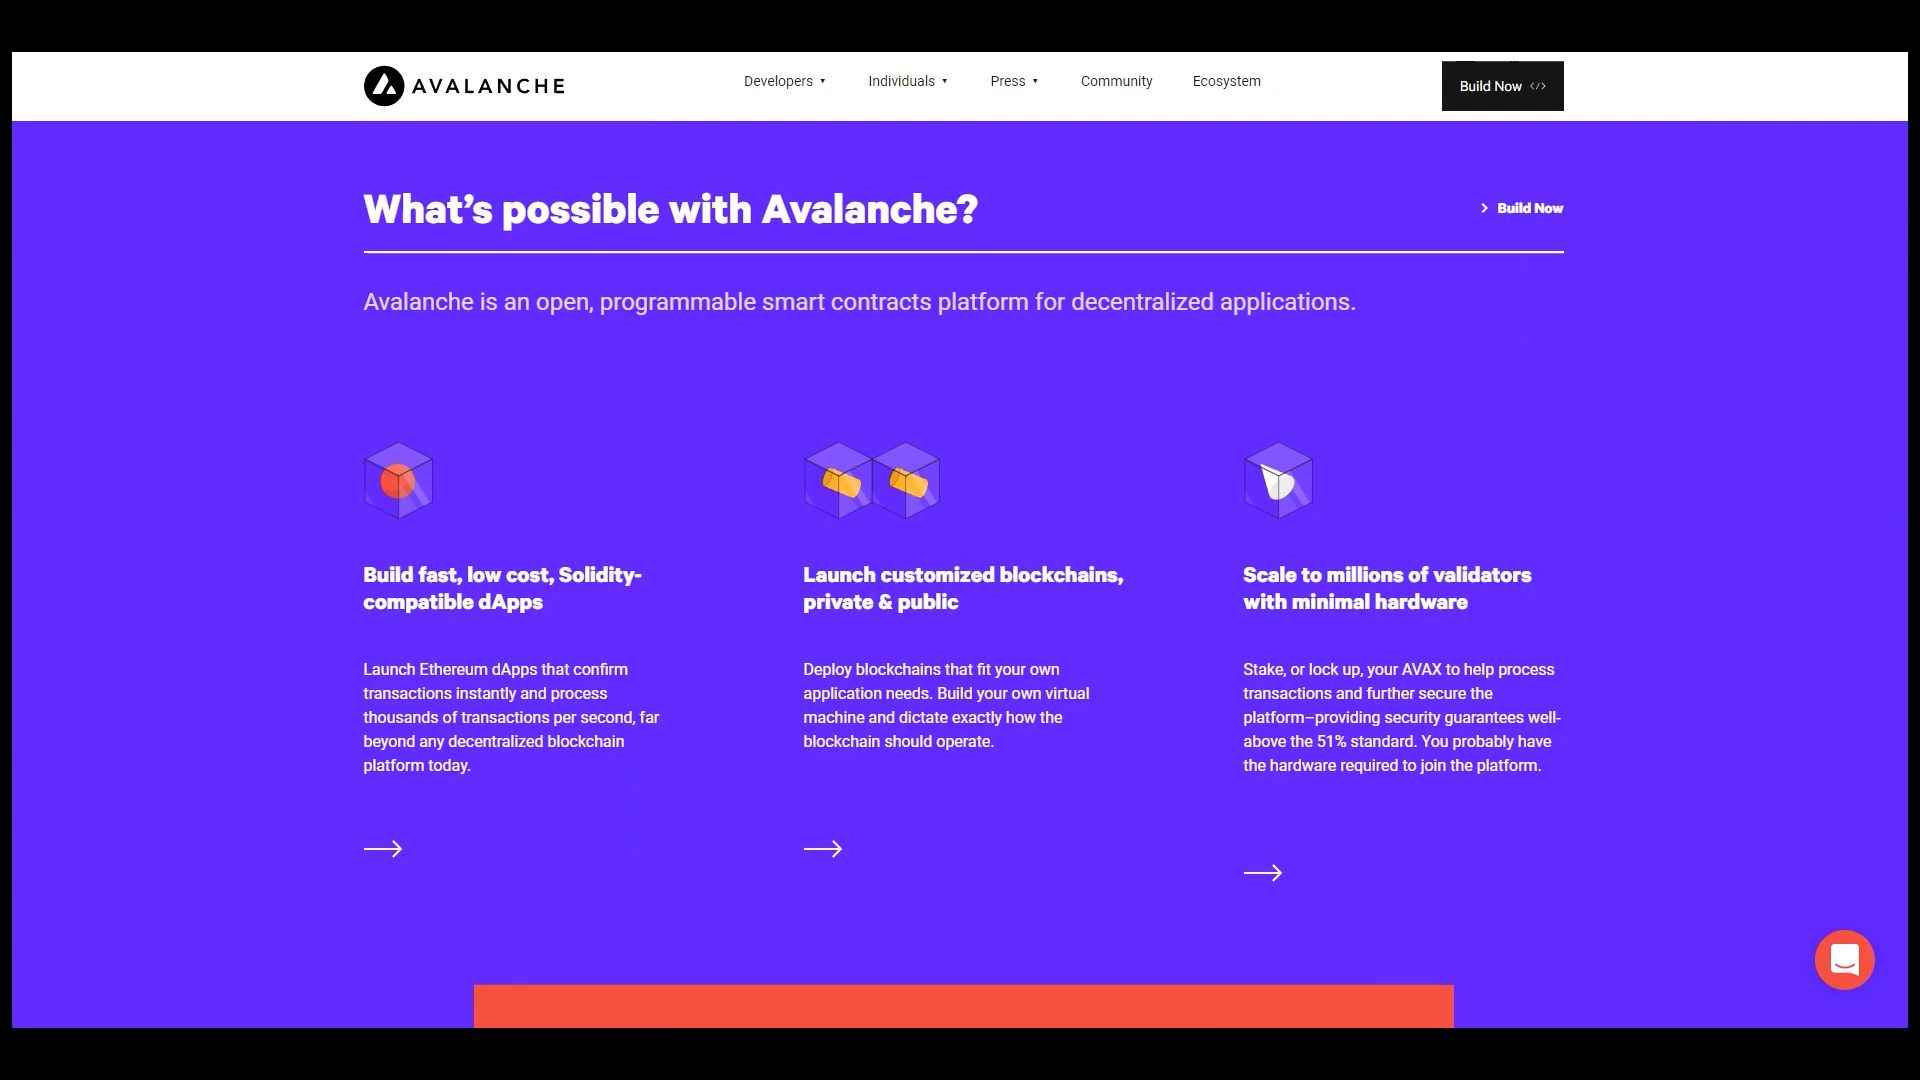 AVALANCHE
Developers ▼ Individuals ▼ Press ▼ Community Ecosystem
Build Now </>
What’s possible with Avalanche?
Build Now
Avalanche is an open, programmable smart contracts platform for decentralized applications.
Build fast, low cost, Solidity-
compatible dApps
Launch Ethereum dApps that confirm
transactions instantly and process
thousands of transactions per second, far
beyond any decentralized blockchain
platform today.
Launch customized blockchains,
private & public
Deploy blockchains that fit your own
application needs. Build your own virtual
machine and dictate exactly how the
blockchain should operate.
Scale to millions of validators
with minimal hardware
Stake, or lock up, your AVAX to help process
transactions and further secure the
platform–providing security guarantees well-
above the 51% standard. You probably have
the hardware required to join the platform.